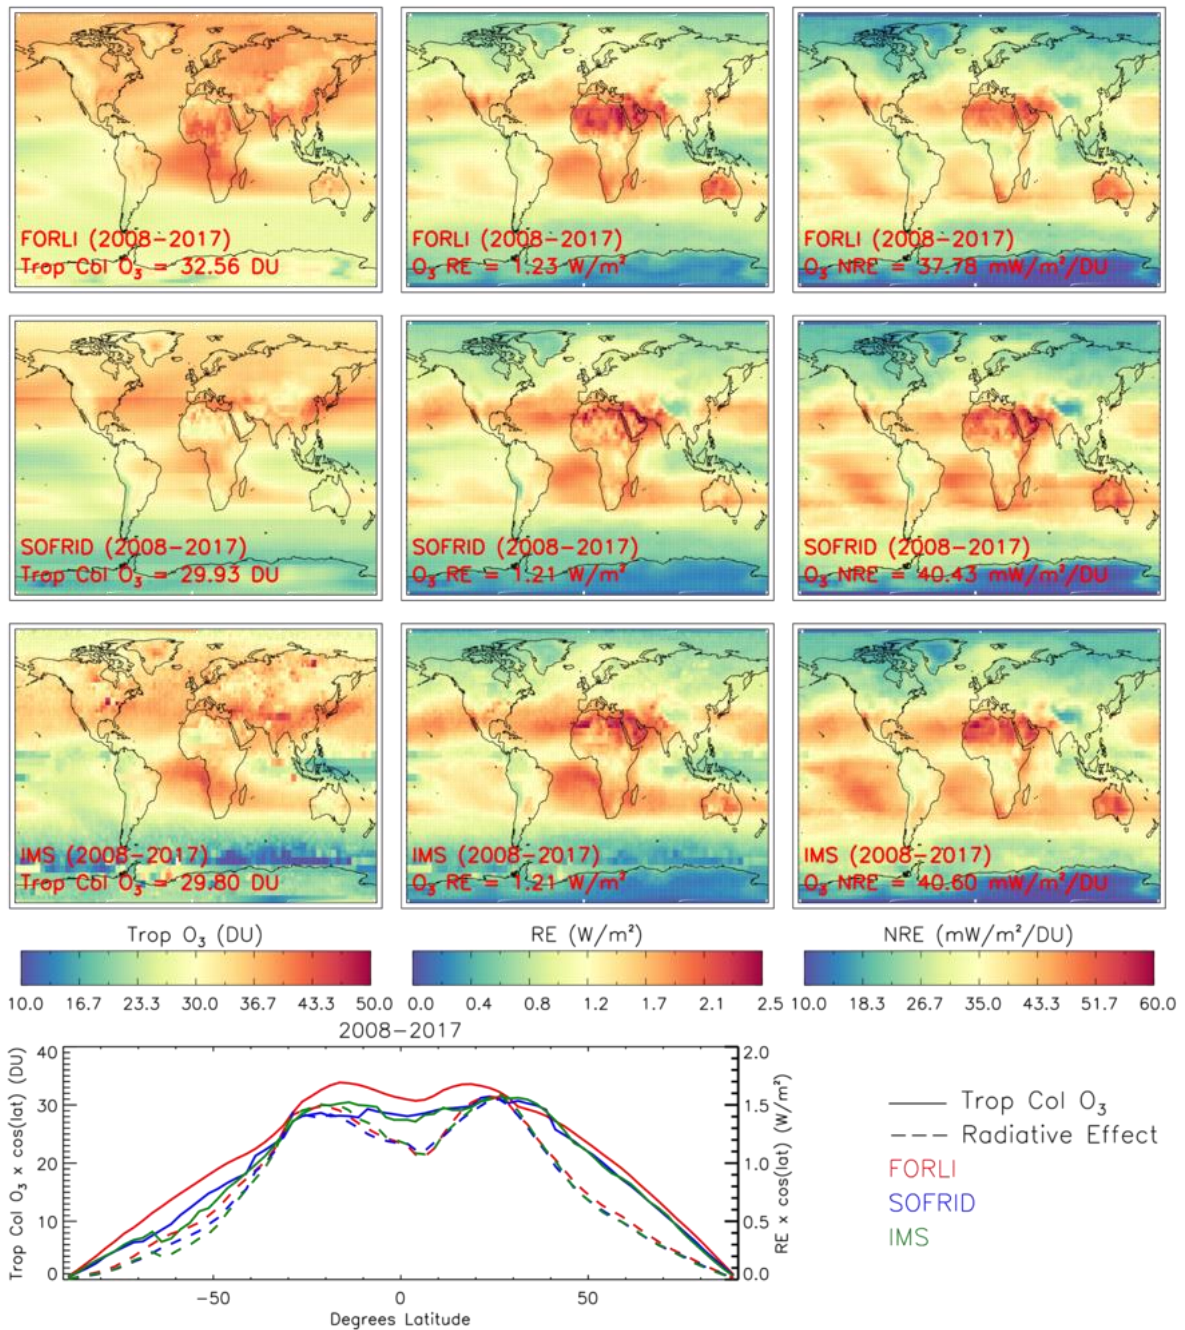 FORLI (2008–2017)
Trop Col O₃ = 32.56 DU
FORLI (2008–2017)
O₃ RE = 1.23 W/m²
FORLI (2008–2017)
O₃ NRE = 37.78 mW/m²/DU
SOFRID (2008–2017)
Trop Col O₃ = 29.93 DU
SOFRID (2008–2017)
O₃ RE = 1.21 W/m²
SOFRID (2008–2017)
O₃ NRE = 40.43 mW/m²/DU
IMS (2008–2017)
Trop Col O₃ = 29.80 DU
IMS (2008–2017)
O₃ RE = 1.21 W/m²
IMS (2008–2017)
O₃ NRE = 40.60 mW/m²/DU
Trop O₃ (DU)
10.0 16.7 23.3 30.0 36.7 43.3 50.0
RE (W/m²)
0.0 0.4 0.8 1.2 1.7 2.1 2.5
NRE (mW/m²/DU)
10.0 18.3 26.7 35.0 43.3 51.7 60.0
2008–2017
Trop Col O₃ x cos(lat) (DU)
40
30
20
10
0
2.0
1.5
1.0
0.5
0.0
RE x cos(lat) (W/m²)
−50 0 50
Degrees Latitude
Trop Col O₃
Radiative Effect
FORLI
SOFRID
IMS